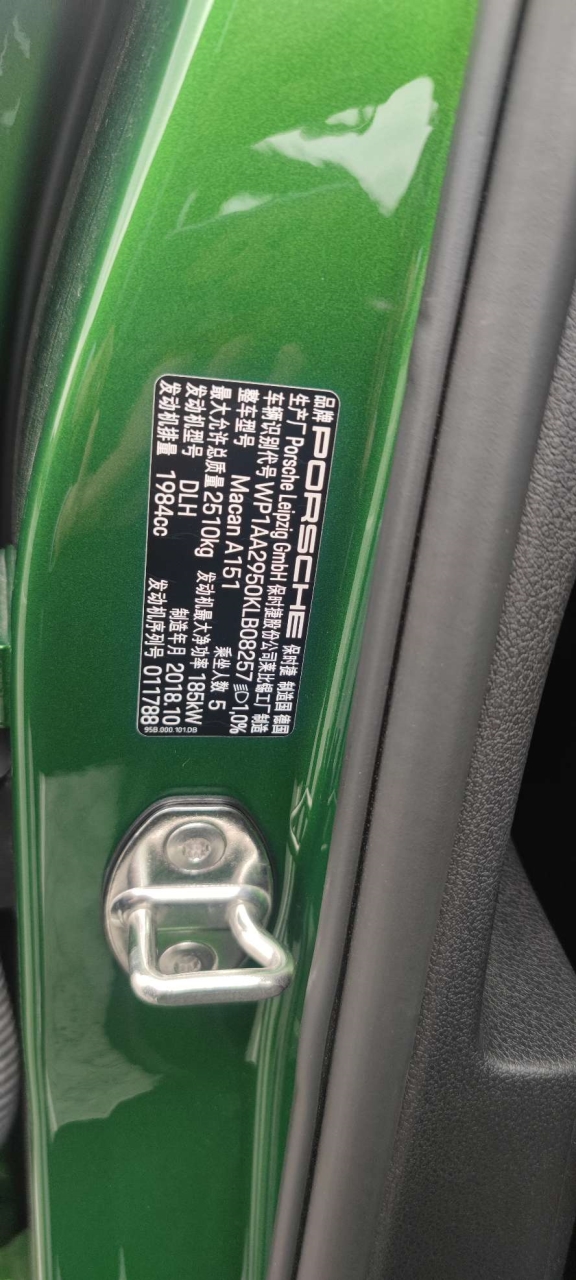 品牌 PORSCHE 保时捷 制造国 德国
生产厂 Porsche Leipzig GmbH 保时捷股份公司莱比锡工厂 制造
车辆识别代号 WP1AA2950KLB08257 1,0%
整车型号 Macan A151 乘坐人数 5
最大允许总质量 2510kg 发动机最大净功率 185kW
发动机型号 DLH 制造年月 2018.10
发动机排量 1984cc 发动机序列号 011788
95B.000.101.DB